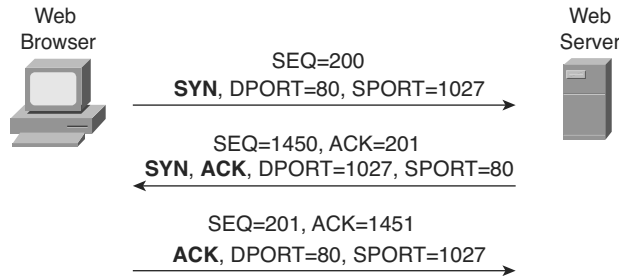 Web
Browser
Web
Server
SEQ=200
SYN, DPORT=80, SPORT=1027
SEQ=1450, ACK=201
SYN, ACK, DPORT=1027, SPORT=80
SEQ=201, ACK=1451
ACK, DPORT=80, SPORT=1027